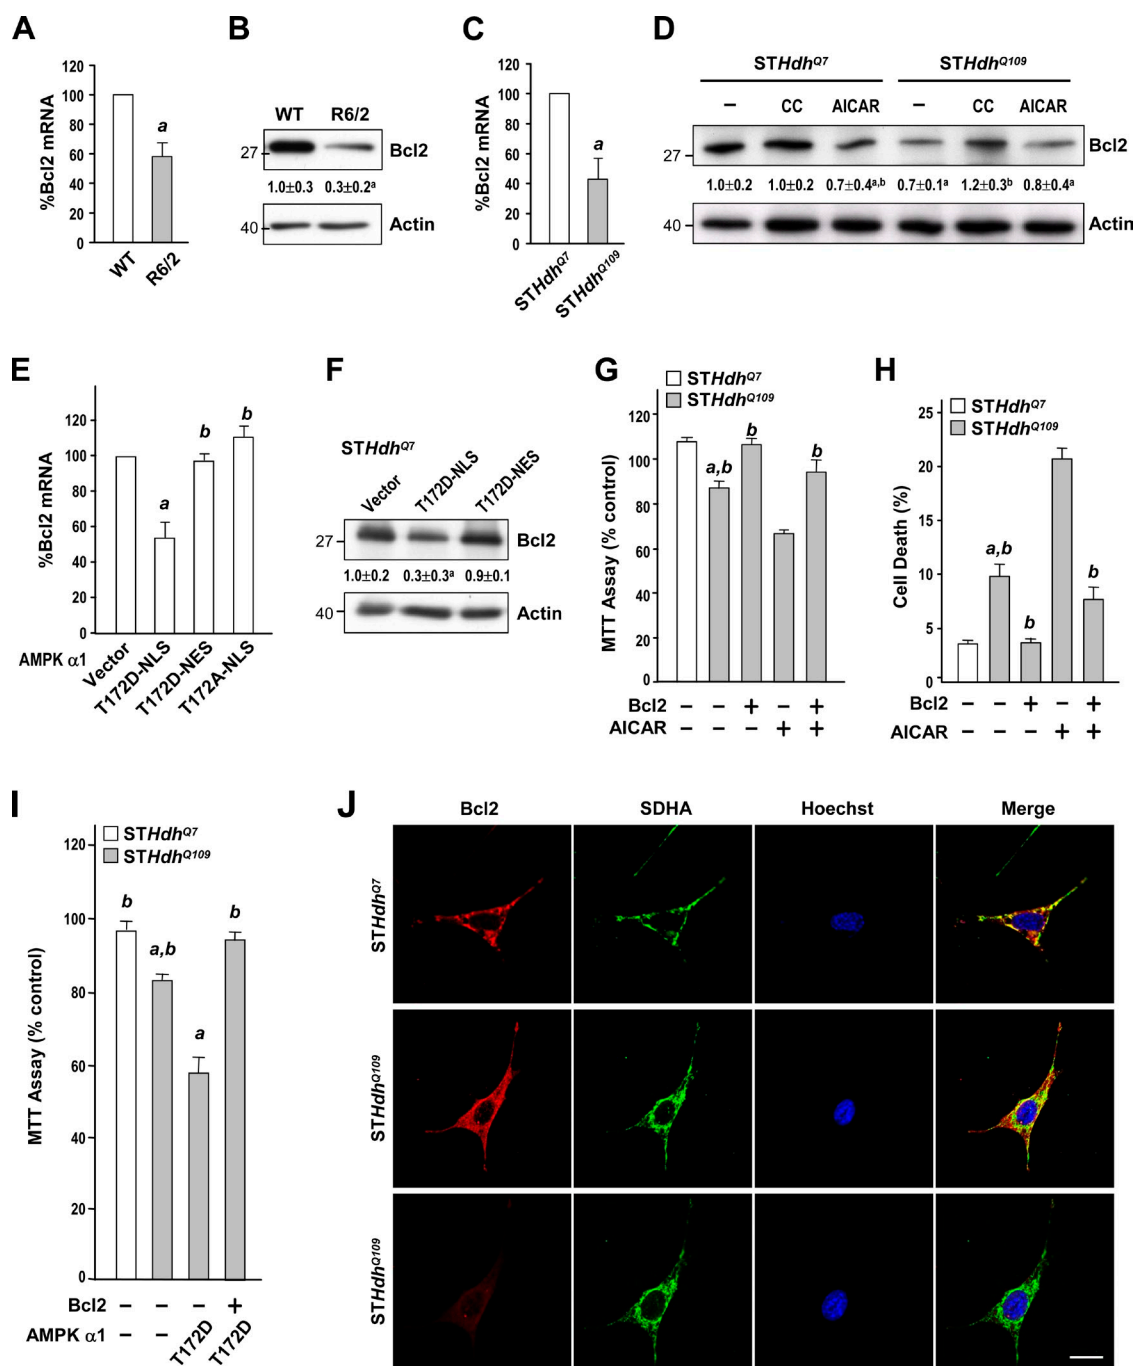 A
%Bcl2 mRNA
120
100
80
60
40
20
0
a
WT
R6/2
B
WT R6/2
27
Bcl2
1.0±0.3 0.3±0.2a
40
Actin
C
%Bcl2 mRNA
120
100
80
60
40
20
0
a
STHdhQ7
STHdhQ109
D
STHdhQ7 STHdhQ109
– CC AICAR – CC AICAR
27
Bcl2
1.0±0.2 1.0±0.2 0.7±0.4a,b 0.7±0.1a 1.2±0.3b 0.8±0.4a
40
Actin
E
%Bcl2 mRNA
120
100
80
60
40
20
0
a
b
b
AMPK α1
Vector
T172D-NLS
T172D-NES
T172A-NLS
F
STHdhQ7
Vector
T172D-NLS
T172D-NES
27
Bcl2
1.0±0.2 0.3±0.3a 0.9±0.1
40
Actin
G
STHdhQ7
STHdhQ109
MTT Assay (% control)
120
100
80
60
40
20
0
a,b
b
b
Bcl2 – – + – +
AICAR – – – + +
H
STHdhQ7
STHdhQ109
Cell Death (%)
25
20
15
10
5
0
a,b
b
b
Bcl2 – – + – +
AICAR – – – + +
I
STHdhQ7
STHdhQ109
MTT Assay (% control)
120
100
80
60
40
20
0
b
a,b
a
b
Bcl2 – – – +
AMPK α1 – – T172D T172D
J
Bcl2 SDHA Hoechst Merge
STHdhQ7
STHdhQ109
STHdhQ109